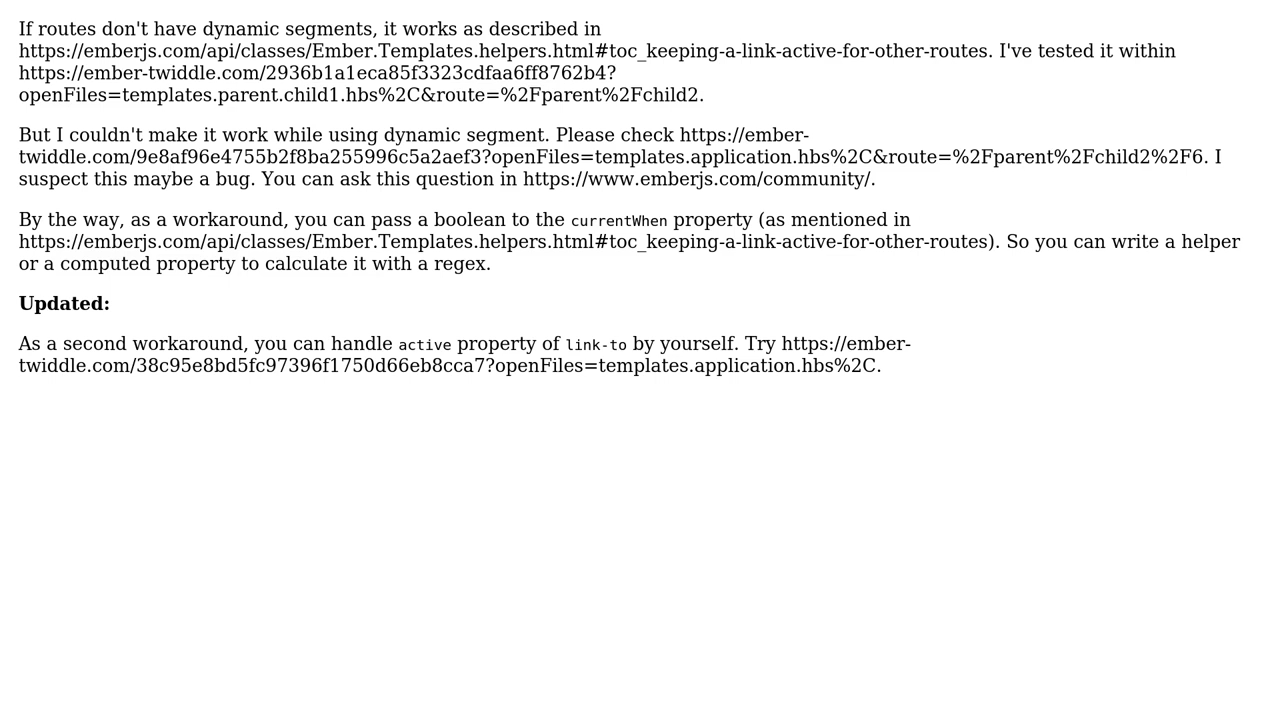 If routes don't have dynamic segments, it works as described in
https://emberjs.com/api/classes/Ember.Templates.helpers.html#toc_keeping-a-link-active-for-other-routes. I've tested it within
https://ember-twiddle.com/2936b1a1eca85f3323cdfaa6ff8762b4?
openFiles=templates.parent.child1.hbs%2C&route=%2Fparent%2Fchild2.
But I couldn't make it work while using dynamic segment. Please check https://ember-
twiddle.com/9e8af96e4755b2f8ba255996c5a2aef3?openFiles=templates.application.hbs%2C&route=%2Fparent%2Fchild2%2F6. I
suspect this maybe a bug. You can ask this question in https://www.emberjs.com/community/.
By the way, as a workaround, you can pass a boolean to the currentWhen property (as mentioned in
https://emberjs.com/api/classes/Ember.Templates.helpers.html#toc_keeping-a-link-active-for-other-routes). So you can write a helper
or a computed property to calculate it with a regex.
Updated:
As a second workaround, you can handle active property of link-to by yourself. Try https://ember-
twiddle.com/38c95e8bd5fc97396f1750d66eb8cca7?openFiles=templates.application.hbs%2C.